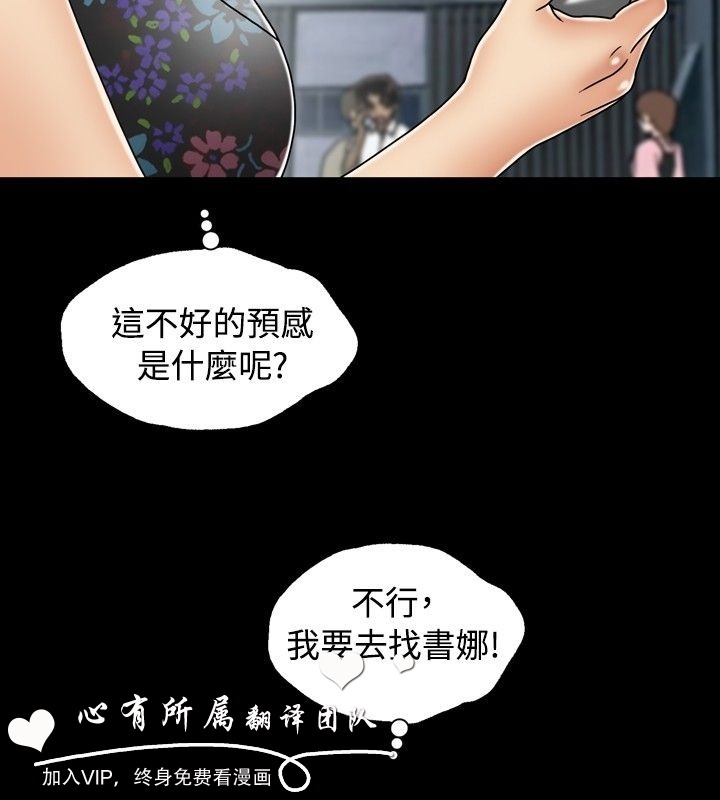 這不好的預感
是什麼呢?
不行，
我要去找書娜!
心有所属翻译团队
加入VIP，终身免费看漫画